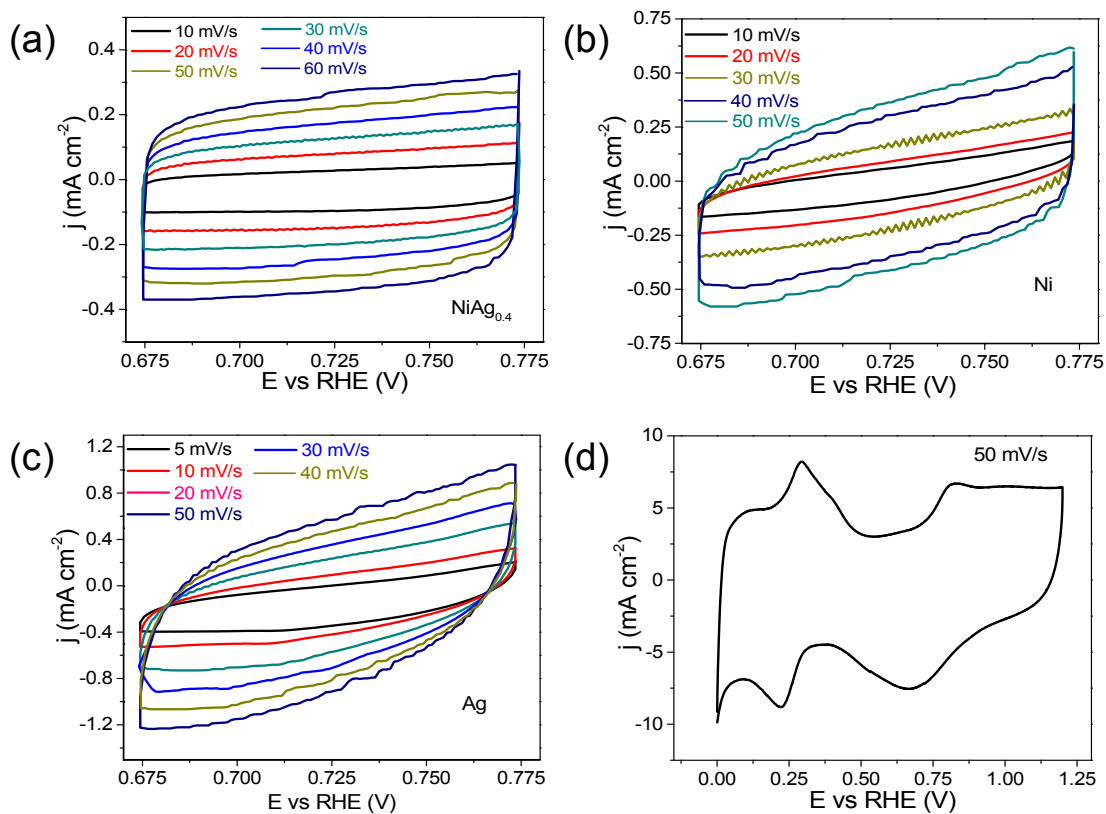 (a)
10 mV/s
20 mV/s
50 mV/s
30 mV/s
40 mV/s
60 mV/s
0.4
0.2
0.0
-0.2
-0.4
j (mA cm-2)
NiAg0.4
0.675 0.700 0.725 0.750 0.775
E vs RHE (V)
(b)
10 mV/s
20 mV/s
30 mV/s
40 mV/s
50 mV/s
0.75
0.50
0.25
0.00
-0.25
-0.50
-0.75
j (mA cm-2)
Ni
0.675 0.700 0.725 0.750 0.775
E vs RHE (V)
(c)
5 mV/s
10 mV/s
20 mV/s
50 mV/s
30 mV/s
40 mV/s
1.2
0.8
0.4
0.0
-0.4
-0.8
-1.2
j (mA cm-2)
Ag
0.675 0.700 0.725 0.750 0.775
E vs RHE (V)
(d)
50 mV/s
10
5
0
-5
-10
j (mA cm-2)
0.00 0.25 0.50 0.75 1.00 1.25
E vs RHE (V)